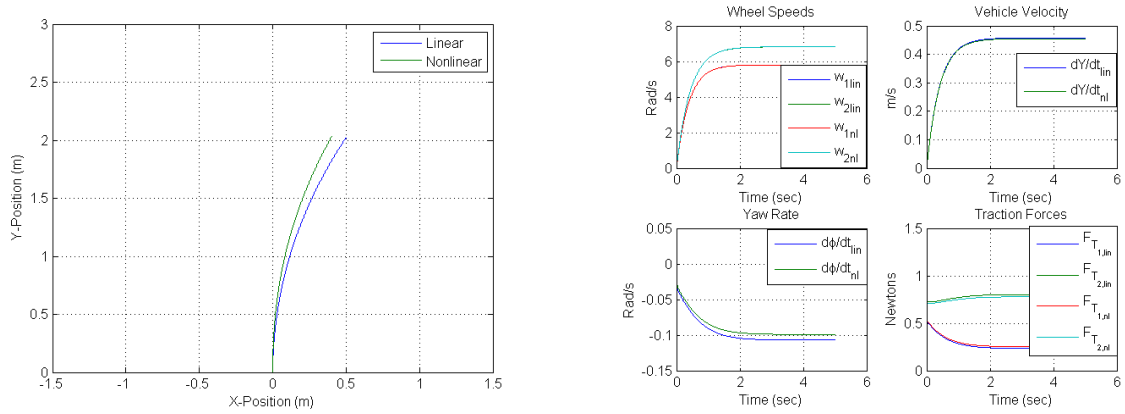 3
2.5
2
1.5
1
0.5
0
-1.5
-1
-0.5
0
0.5
1
1.5
Y-Position (m)
X-Position (m)
Linear
Nonlinear
Wheel Speeds
8
6
4
2
0
0
2
4
6
Rad/s
Time (sec)
w1lin
w2lin
w1nl
w2nl
Vehicle Velocity
0.5
0.4
0.3
0.2
0.1
0
0
2
4
6
m/s
Time (sec)
dY/dtlin
dY/dtnl
Yaw Rate
0.05
0
-0.05
-0.1
-0.15
0
2
4
6
Rad/s
Time (sec)
dϕ/dtlin
dϕ/dtnl
Traction Forces
1.5
1
0.5
0
0
2
4
6
Newtons
Time (sec)
FT1,lin
FT2,lin
FT1,nl
FT2,nl